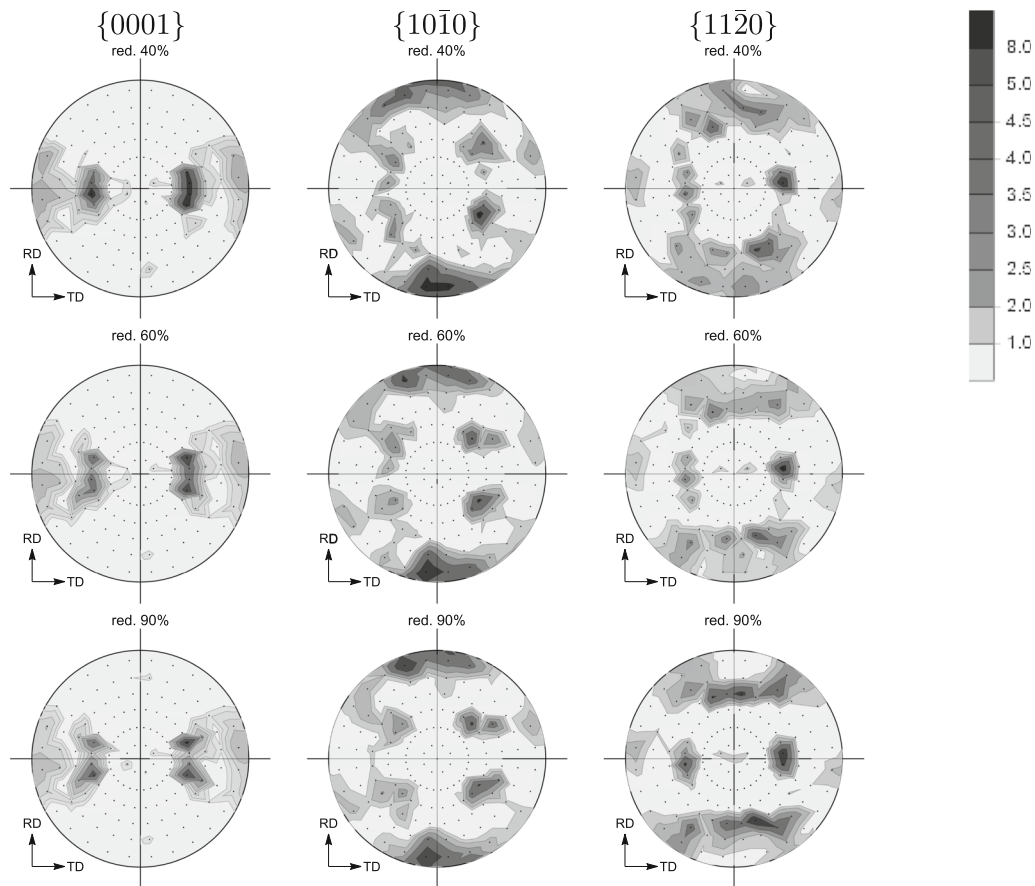 {0001} {101̄0} {112̄0}
red. 40% red. 40% red. 40%
8.0
5.0
4.5
4.0
3.5
3.0
2.5
2.0
1.0
RD RD RD
TD TD TD
red. 60% red. 60% red. 60%
RD RD RD
TD TD TD
red. 90% red. 90% red. 90%
RD RD RD
TD TD TD